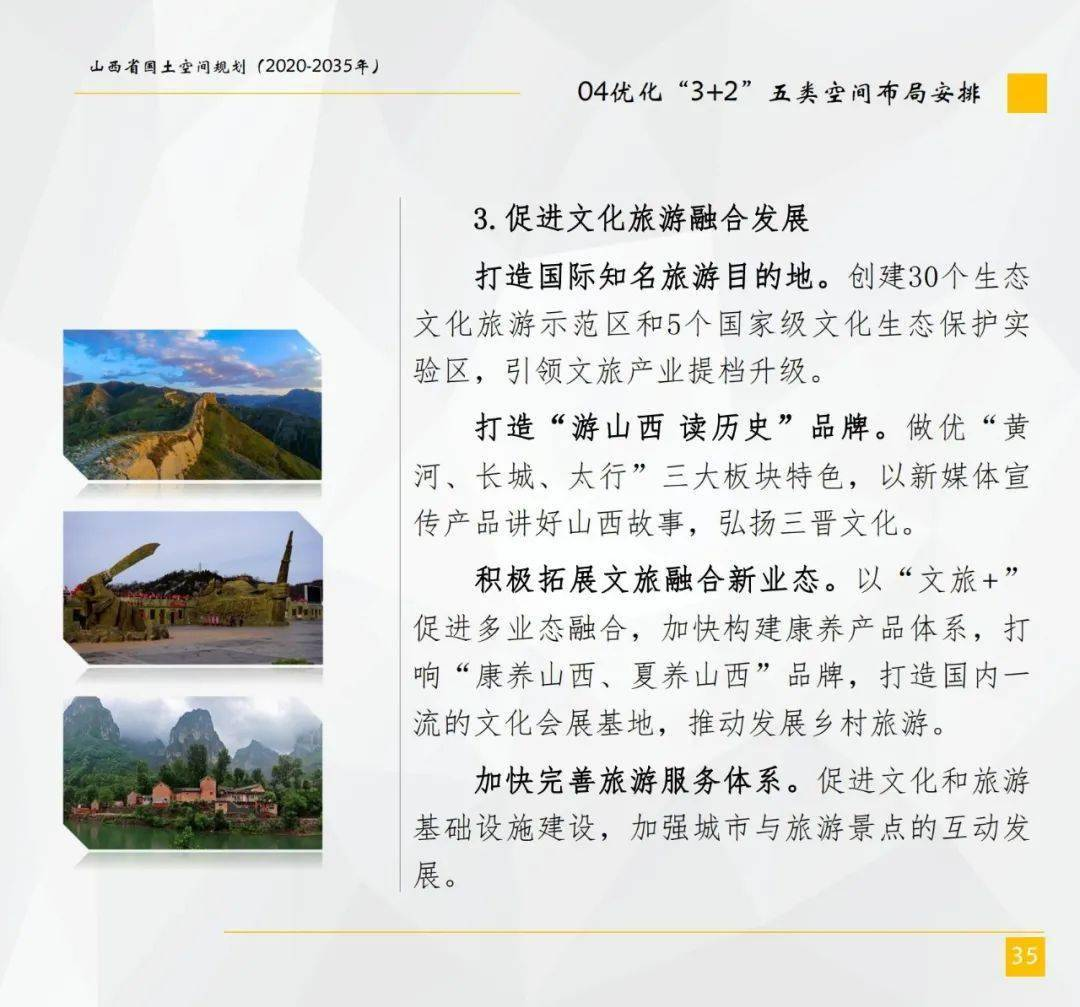 山西省国土空间规划（2020-2035年）
04优化“3+2”五类空间布局安排
3.促进文化旅游融合发展
打造国际知名旅游目的地。创建30个生态
文化旅游示范区和5个国家级文化生态保护实
验区，引领文旅产业提档升级。
打造“游山西 读历史”品牌。做优“黄
河、长城、太行”三大板块特色，以新媒体宣
传产品讲好山西故事，弘扬三晋文化。
积极拓展文旅融合新业态。以“文旅+”
促进多业态融合，加快构建康养产品体系，打
响“康养山西、夏养山西”品牌，打造国内一
流的文化会展基地，推动发展乡村旅游。
加快完善旅游服务体系。促进文化和旅游
基础设施建设，加强城市与旅游景点的互动发
展。
35